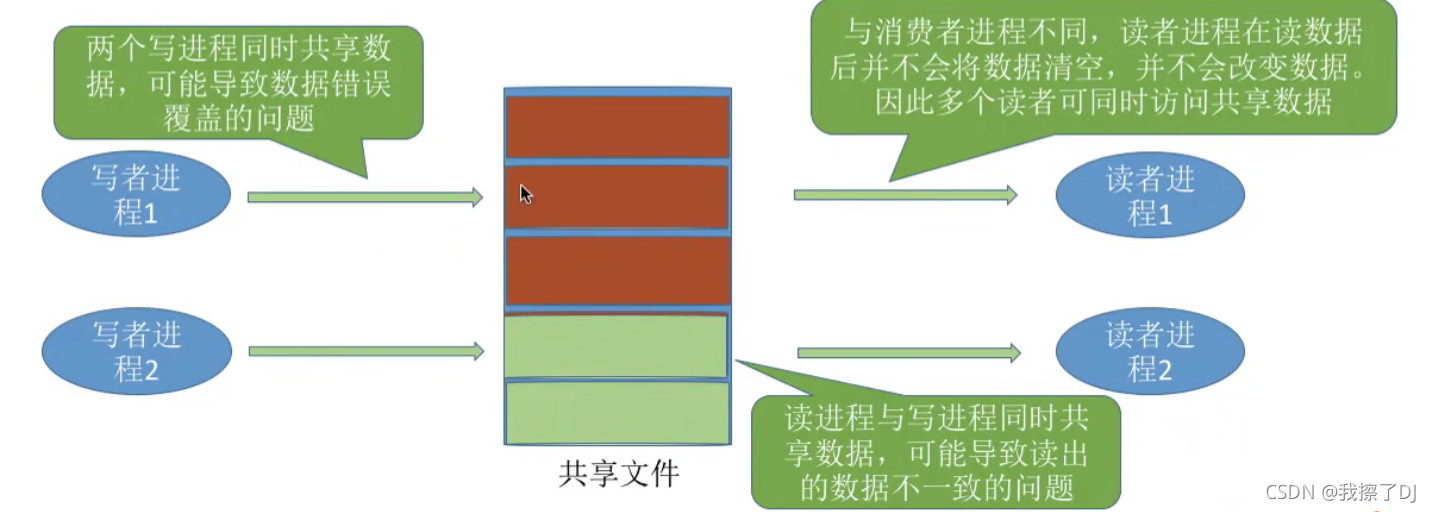 两个写进程同时共享数
据，可能导致数据错误
覆盖的问题
与消费者进程不同，读者进程在读数据
后并不会将数据清空，并不会改变数据。
因此多个读者可同时访问共享数据
写者进
程1
读者进
程1
写者进
程2
读者进
程2
读进程与写进程同时共
享数据，可能导致读出
的数据不一致的问题
共享文件
CSDN @我擦了DJ